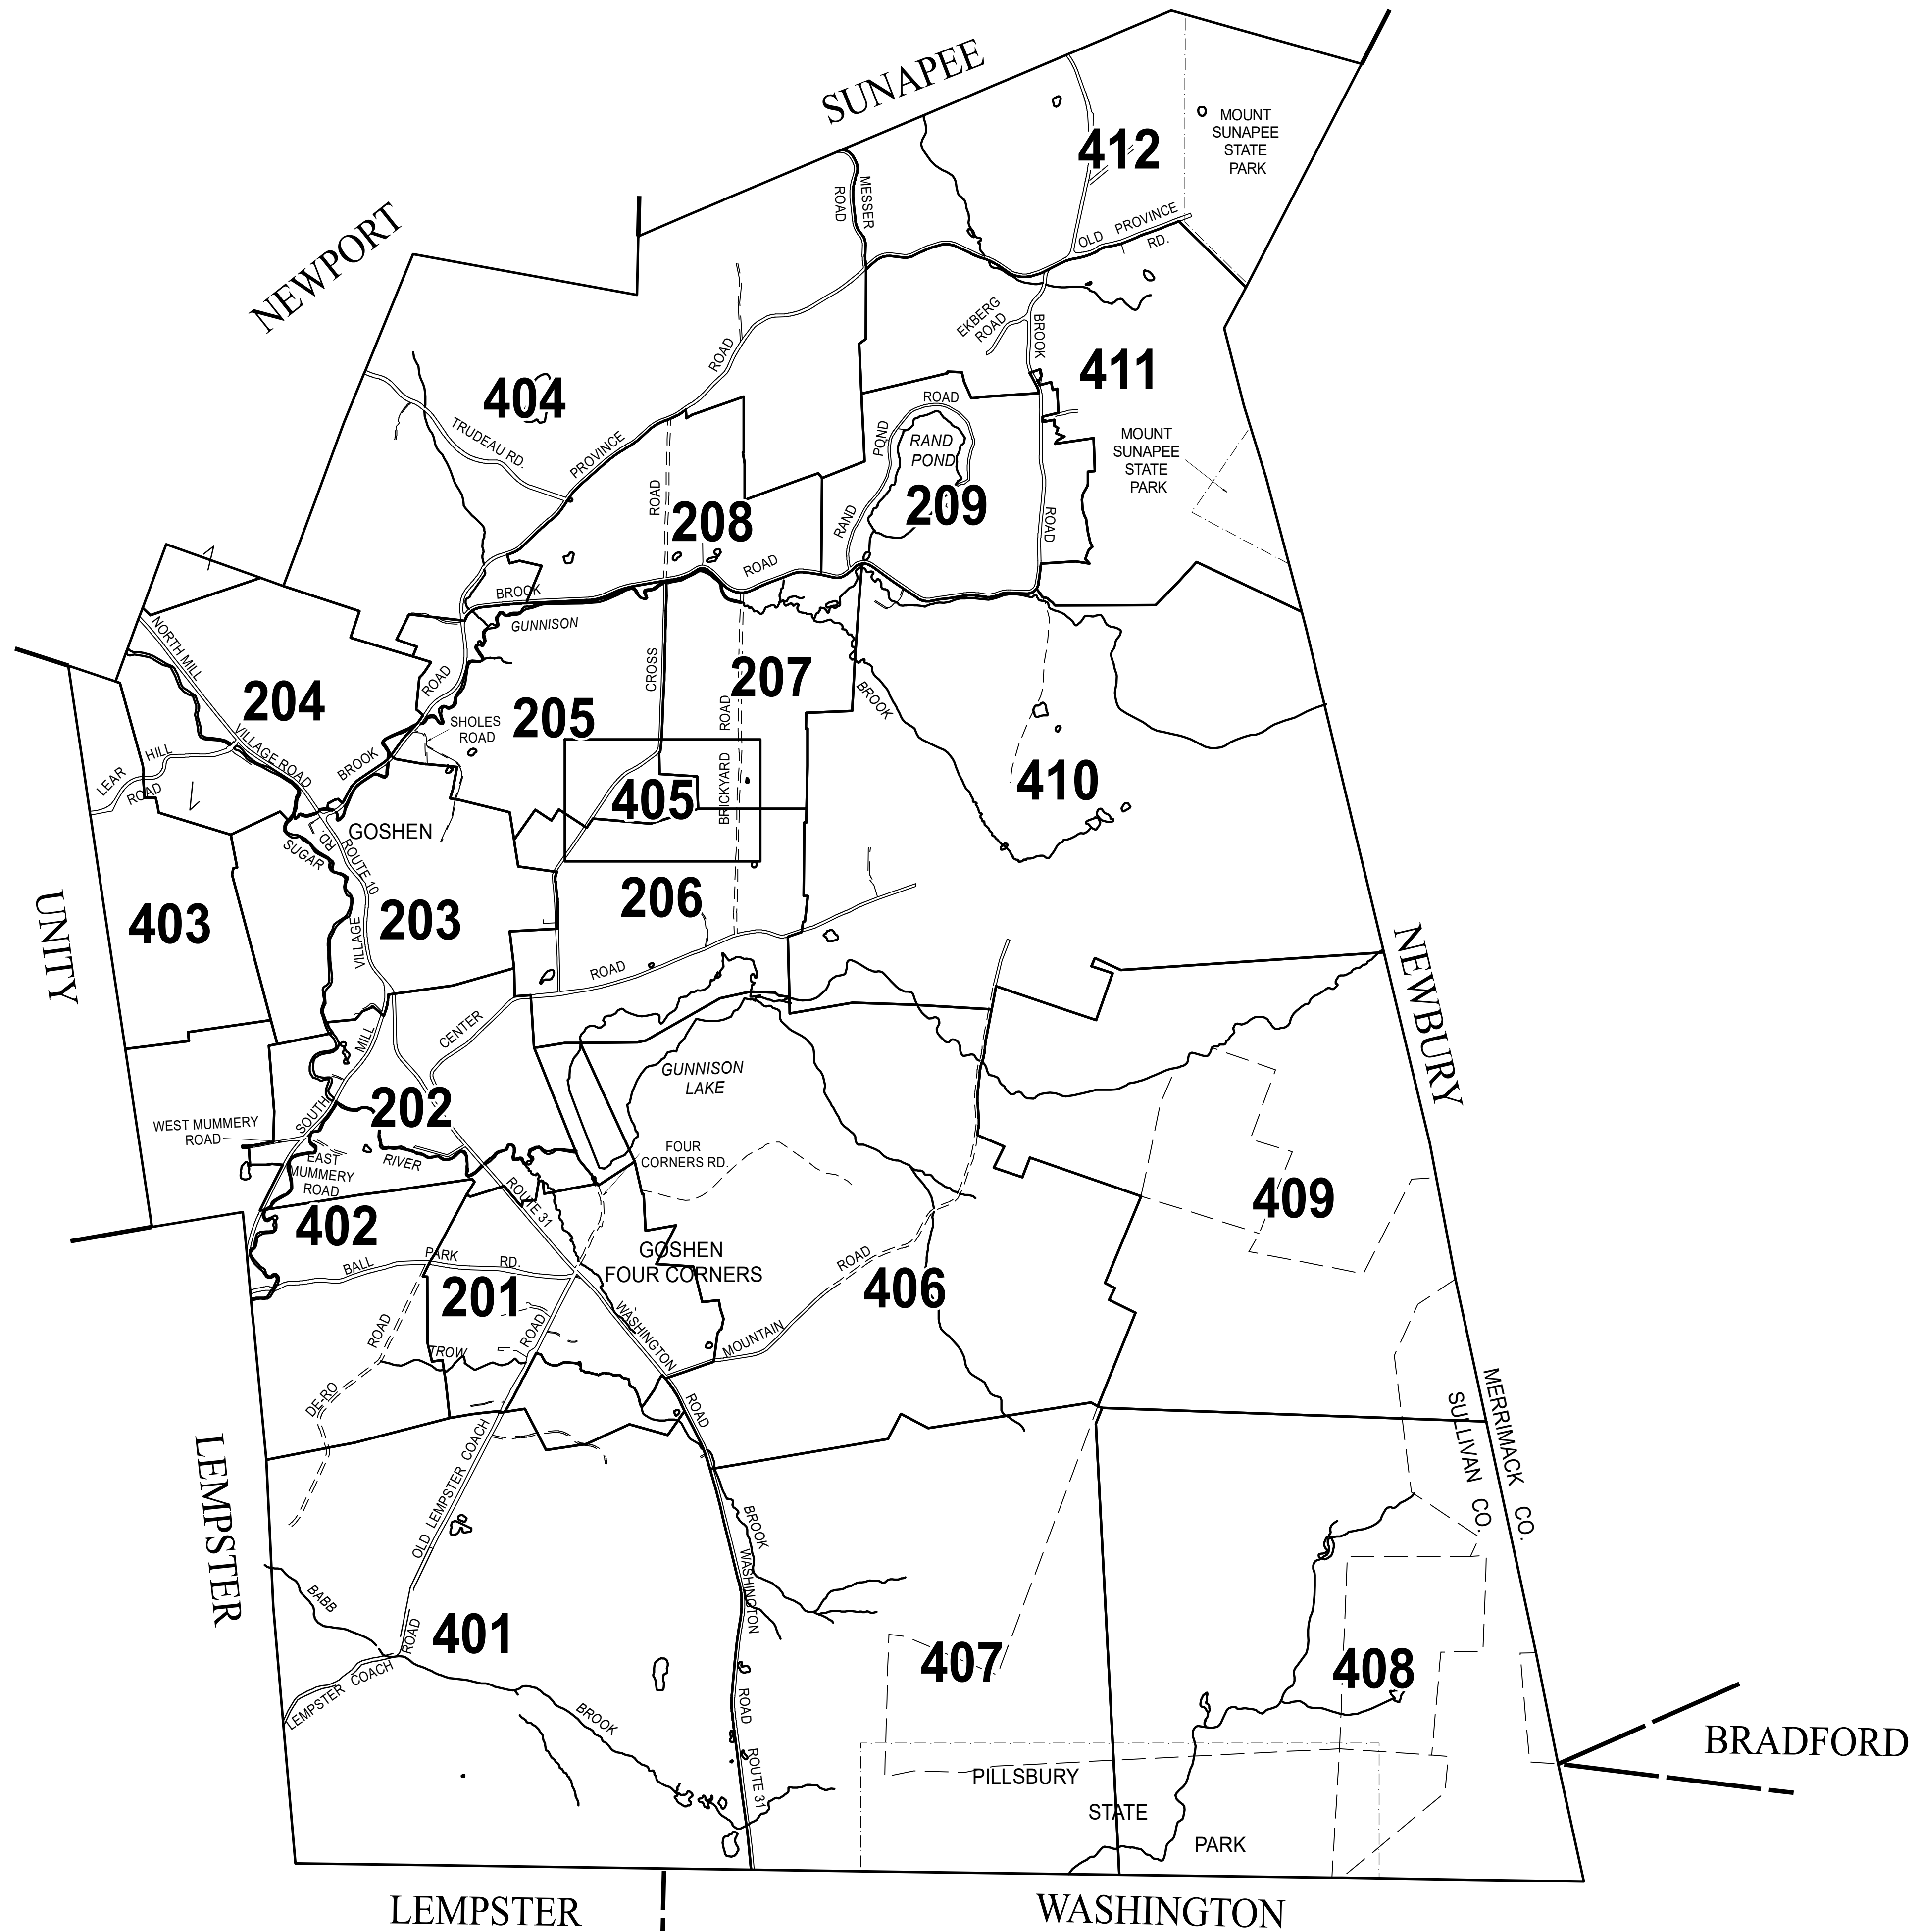 SUNAPEE
MOUNT
SUNAPEE
STATE
PARK
412
MESSER
ROAD
NEWPORT
OLD PROVINCE
RD.
EKBERG
ROAD
BROOK
411
404
ROAD
ROAD
TRUDEAU RD.
PROVINCE
POND
RAND
POND
MOUNT
SUNAPEE
STATE
PARK
ROAD
208
209
RAND
ROAD
ROAD
BROOK
GUNNISON
NORTH MILL
204
ROAD
CROSS
207
ROAD
BROOK
205
SHOLES
ROAD
VILLAGE ROAD
LEAR HILL
ROAD
BROOK
405
BRICKYARD
410
GOSHEN
RD.
SUGAR
ROUTE 10
UNITY
403
203
VILLAGE
206
ROAD
NEWBURY
CENTER
MILL
GUNNISON
LAKE
202
SOUTH
WEST MUMMERY
ROAD
EAST
MUMMERY
ROAD
RIVER
FOUR
CORNERS RD.
409
ROUTE 31
402
GOSHEN
FOUR CORNERS
BALL PARK RD.
201
406
ROAD
MOUNTAIN
WASHINGTON
ROAD
ROAD
TROW
DE-RO
ROAD
MERRIMACK CO.
SULLIVAN CO.
LEMPSTER
OLD LEMPSTER COACH
ROAD
BROOK
WASHINGTON
BABB
401
407
408
LEMPSTER COACH
BROOK
ROAD
ROUTE 31
BRADFORD
PILLSBURY
STATE
PARK
LEMPSTER
WASHINGTON